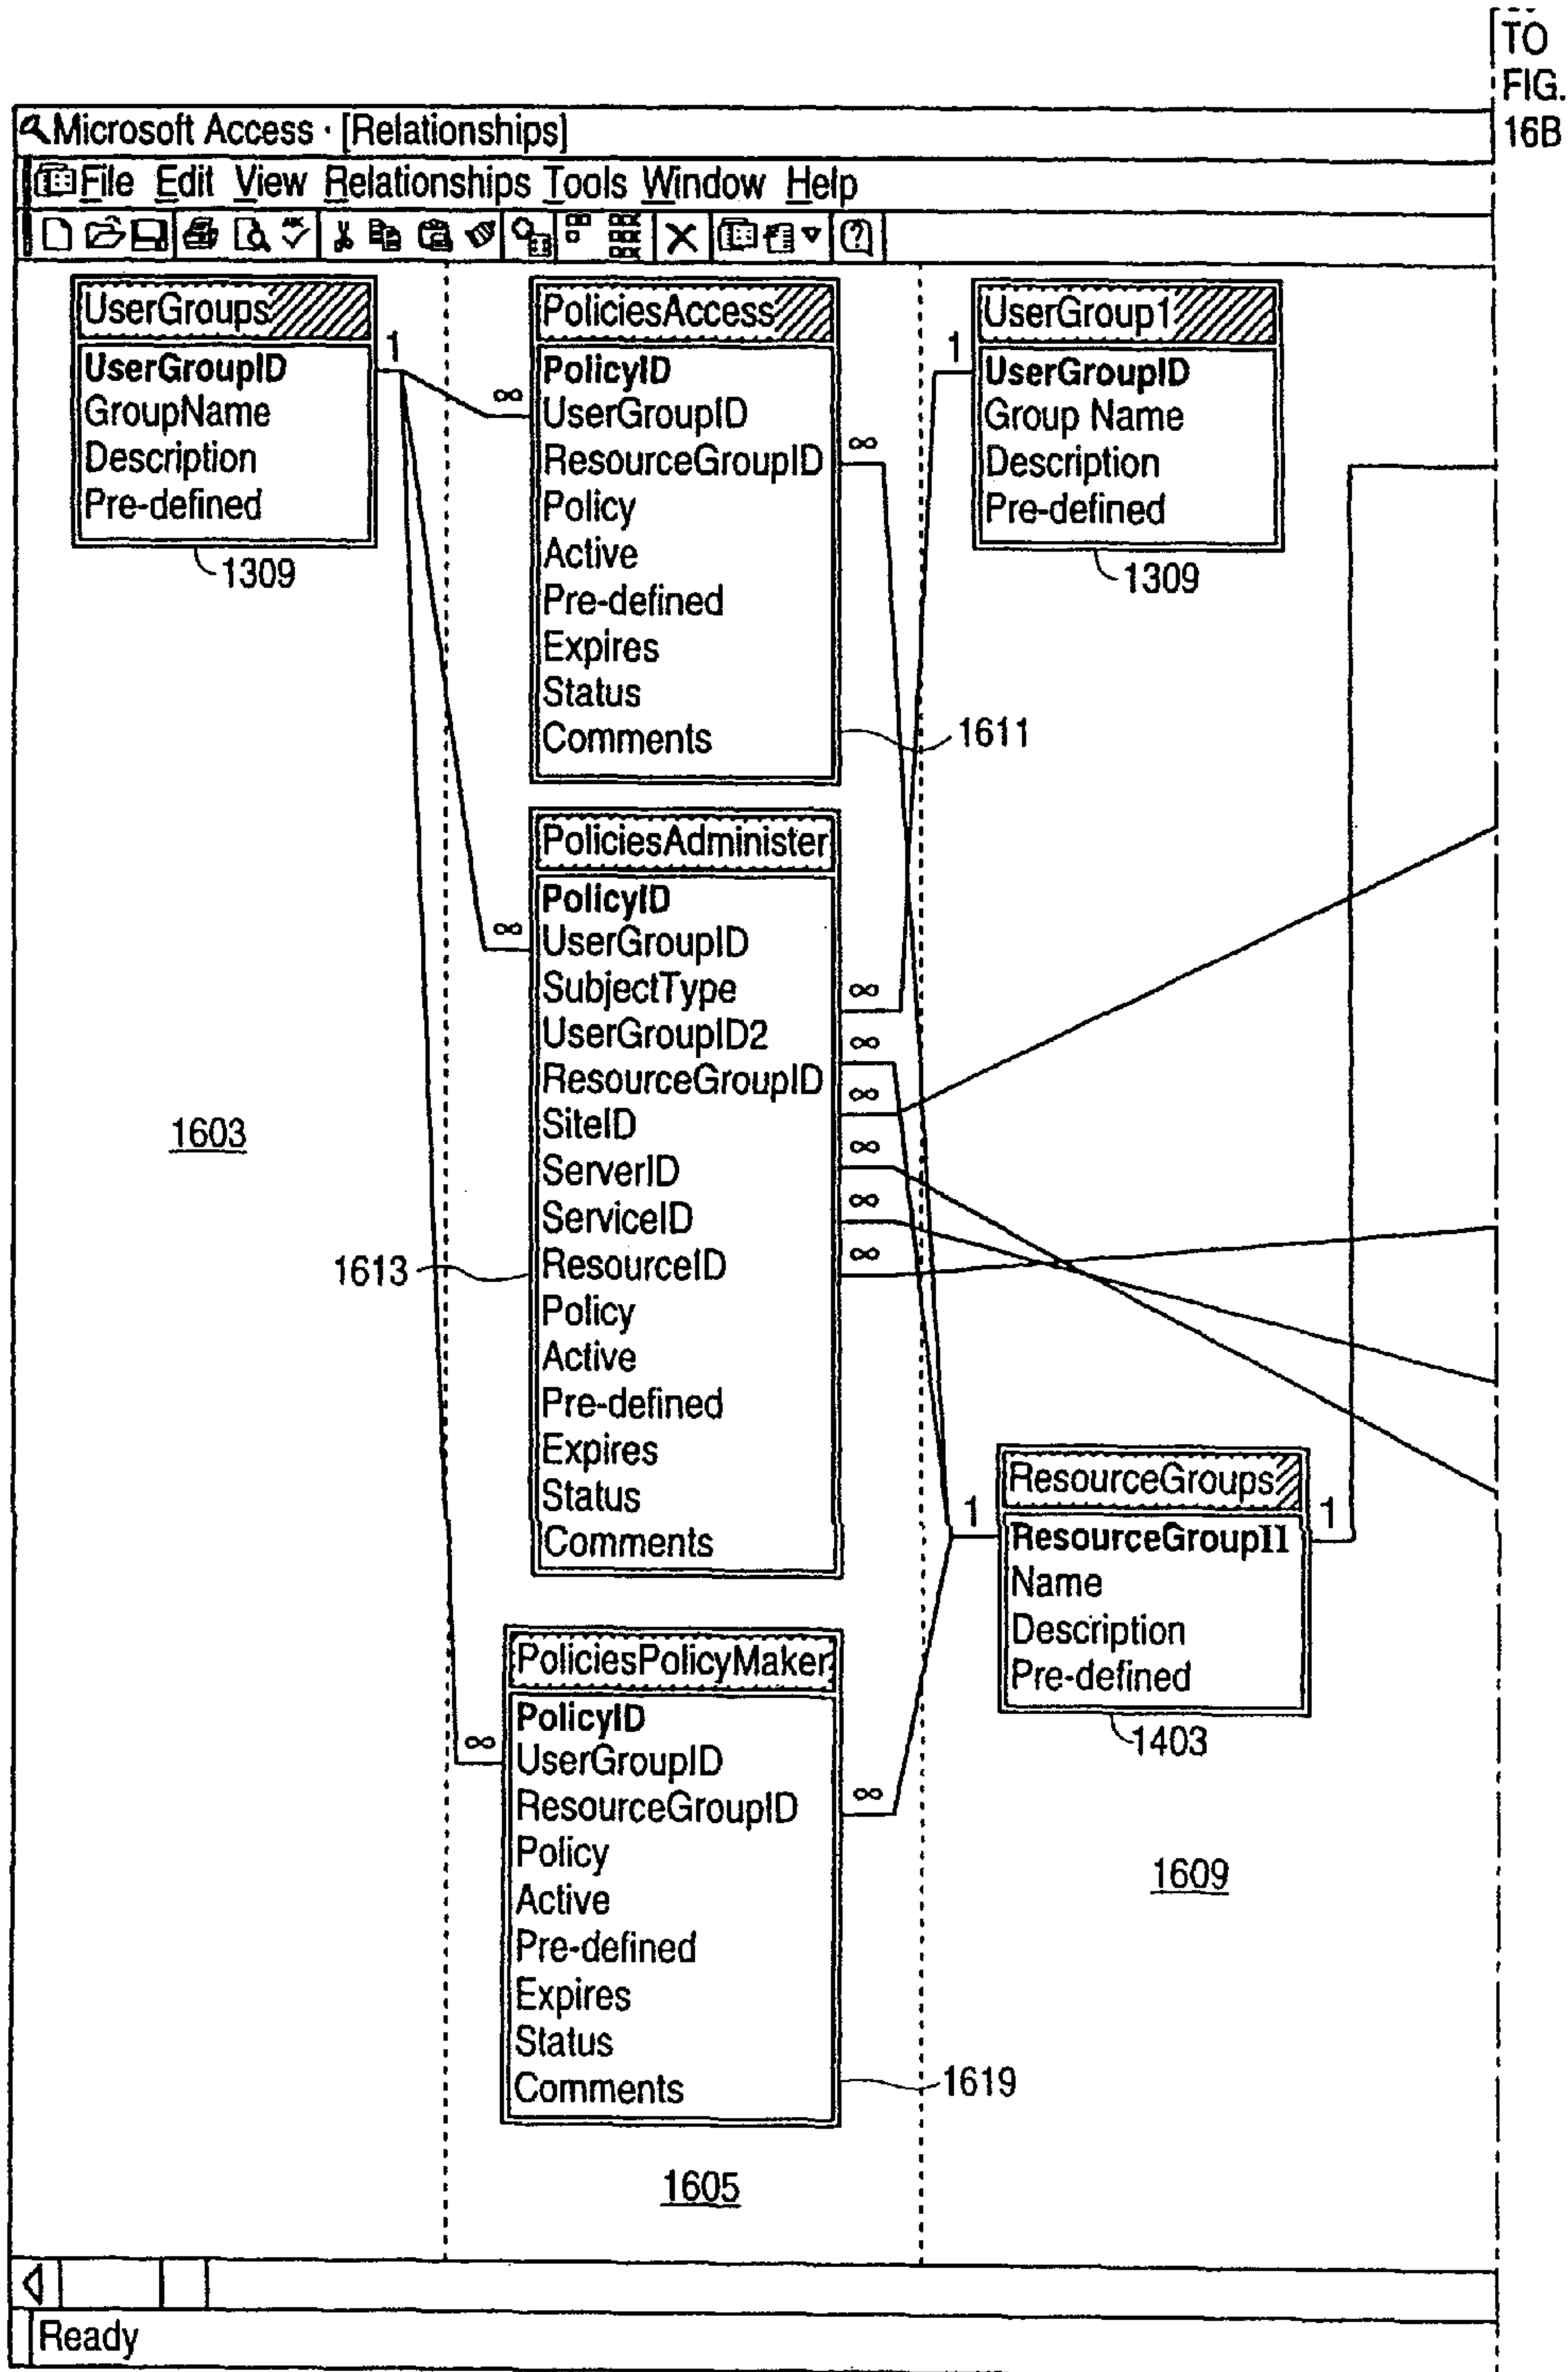 TO
FIG.
16B
Microsoft Access · [Relationships]
File Edit View Relationships Tools Window Help
UserGroups
UserGroupID
GroupName
Description
Pre-defined
1309
1
∞
PoliciesAccess
PolicyID
UserGroupID
ResourceGroupID
Policy
Active
Pre-defined
Expires
Status
Comments
∞
1611
UserGroup1
1
UserGroupID
Group Name
Description
Pre-defined
1309
PoliciesAdminister
PolicyID
UserGroupID
SubjectType
UserGroupID2
ResourceGroupID
SiteID
ServerID
ServiceID
ResourceID
Policy
Active
Pre-defined
Expires
Status
Comments
∞
∞
∞
∞
∞
∞
∞
1603
1613
ResourceGroups
1
1
ResourceGroupII
Name
Description
Pre-defined
1403
PoliciesPolicyMaker
PolicyID
UserGroupID
ResourceGroupID
Policy
Active
Pre-defined
Expires
Status
Comments
∞
∞
1609
1619
1605
Ready